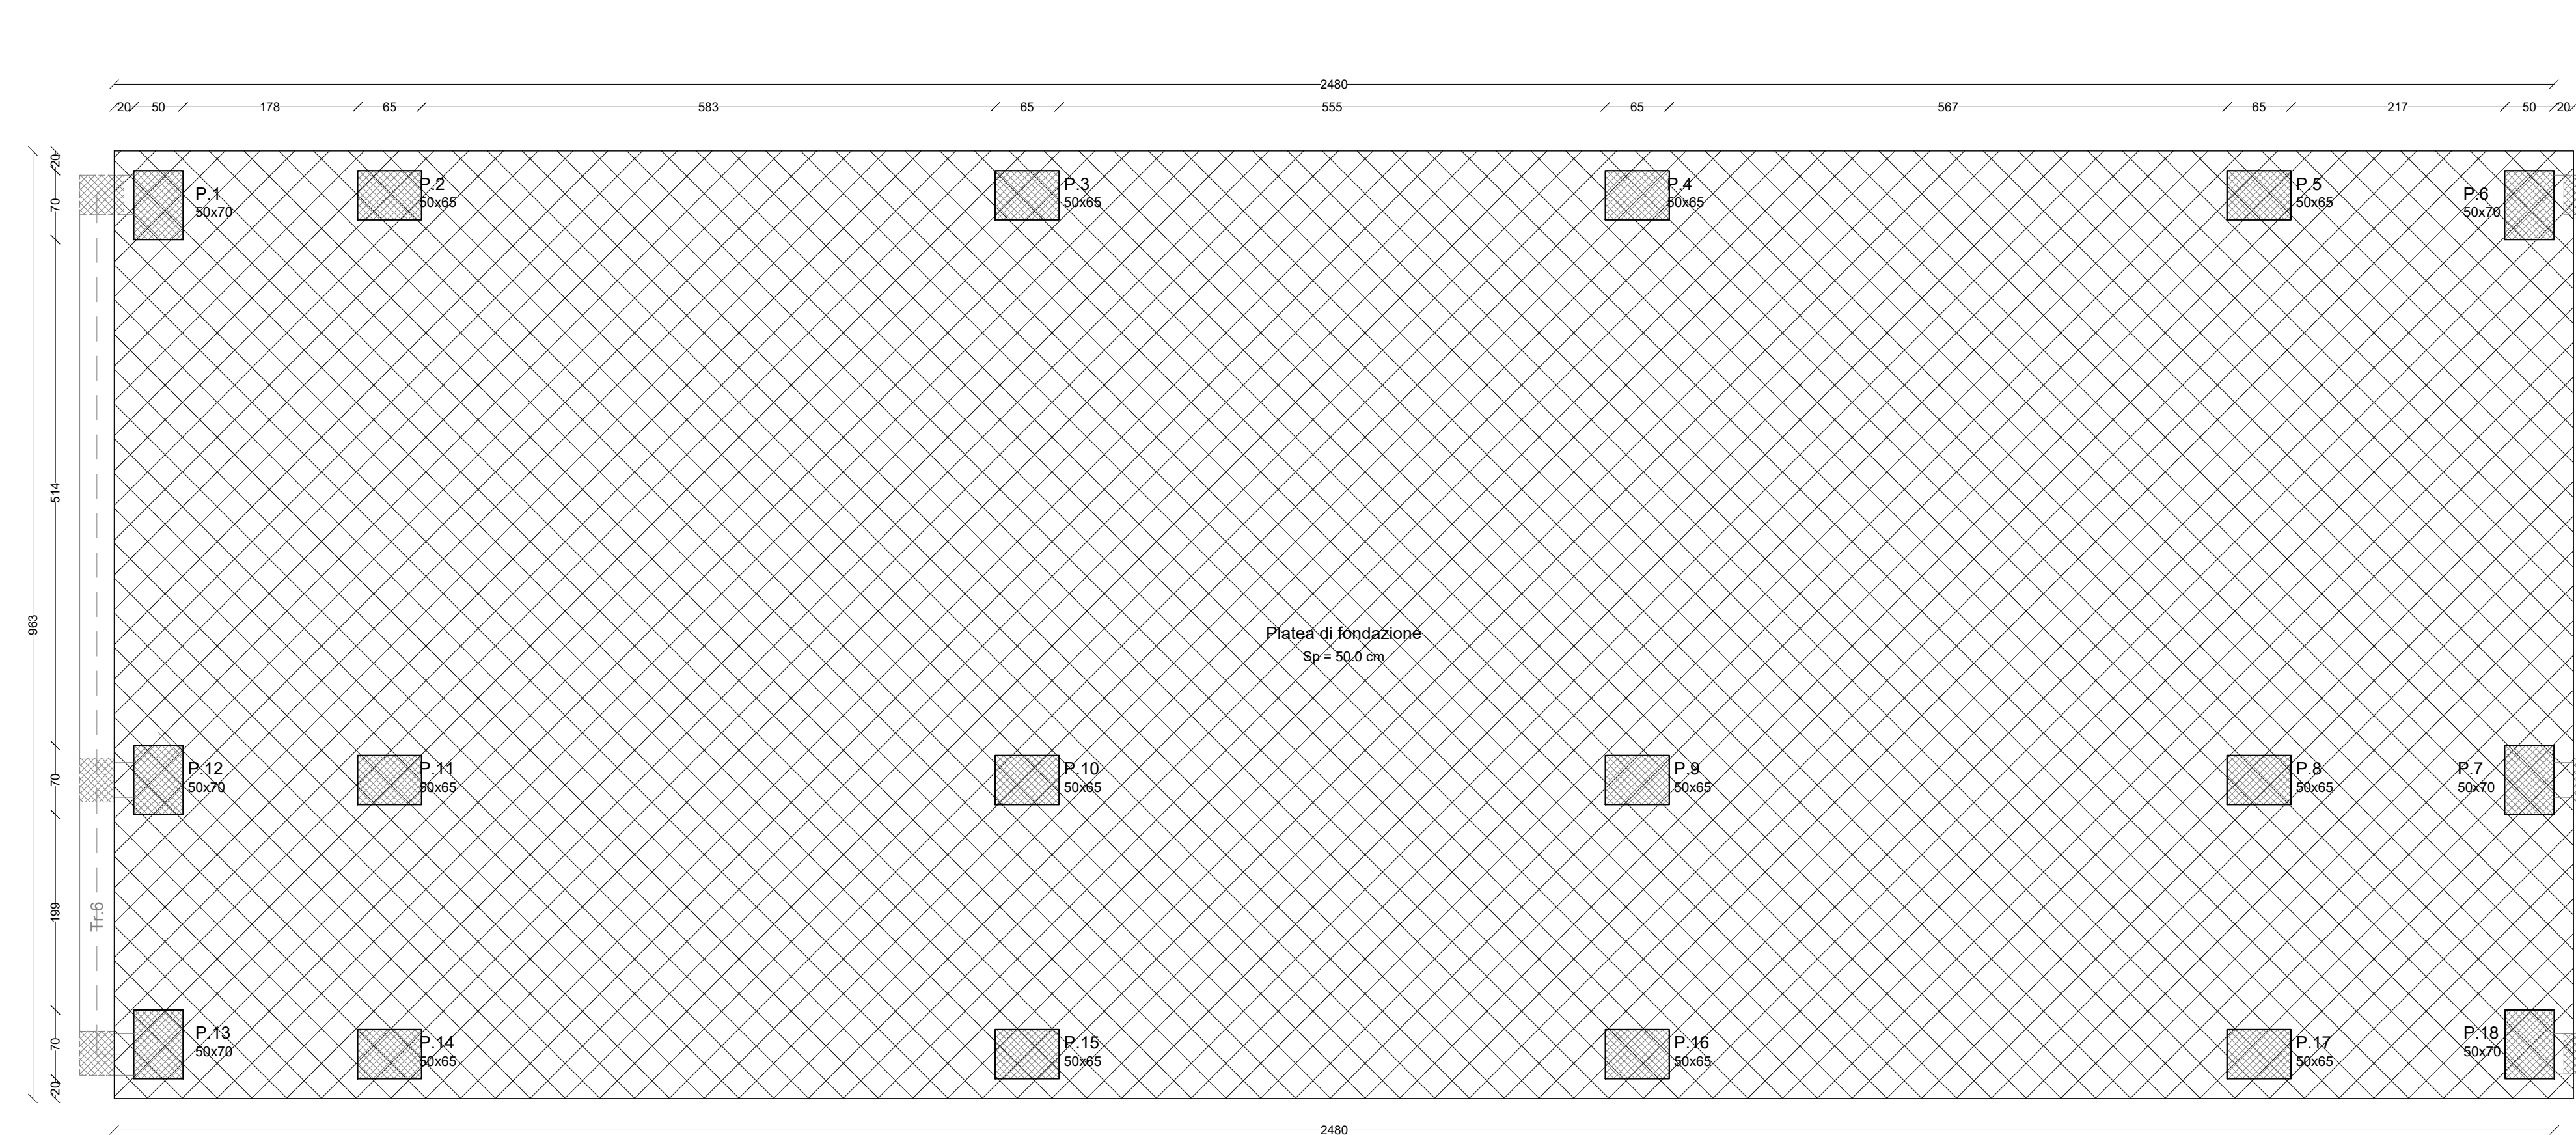 2480
20 50 178 65 583 65 555 65 567 65 217 50 20
20
70
514
963
70
199
70
20
P.1
50x70
P.2
50x65
P.3
50x65
P.4
50x65
P.5
50x65
P.6
50x70
Platea di fondazione
Sp = 50.0 cm
P.12
50x70
P.11
50x65
P.10
50x65
P.9
50x65
P.8
50x65
P.7
50x70
Tr.6
P.13
50x70
P.14
50x65
P.15
50x65
P.16
50x65
P.17
50x65
P.18
50x70
2480